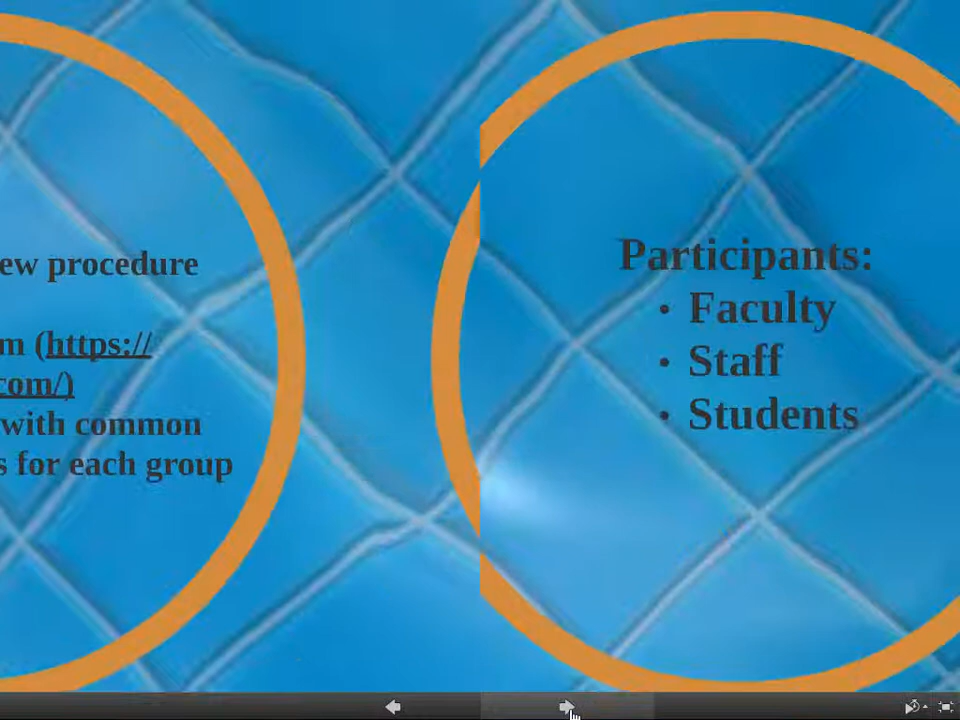 ew procedure
m (https://
com/)
with common
s for each group
Participants:
• Faculty
• Staff
• Students